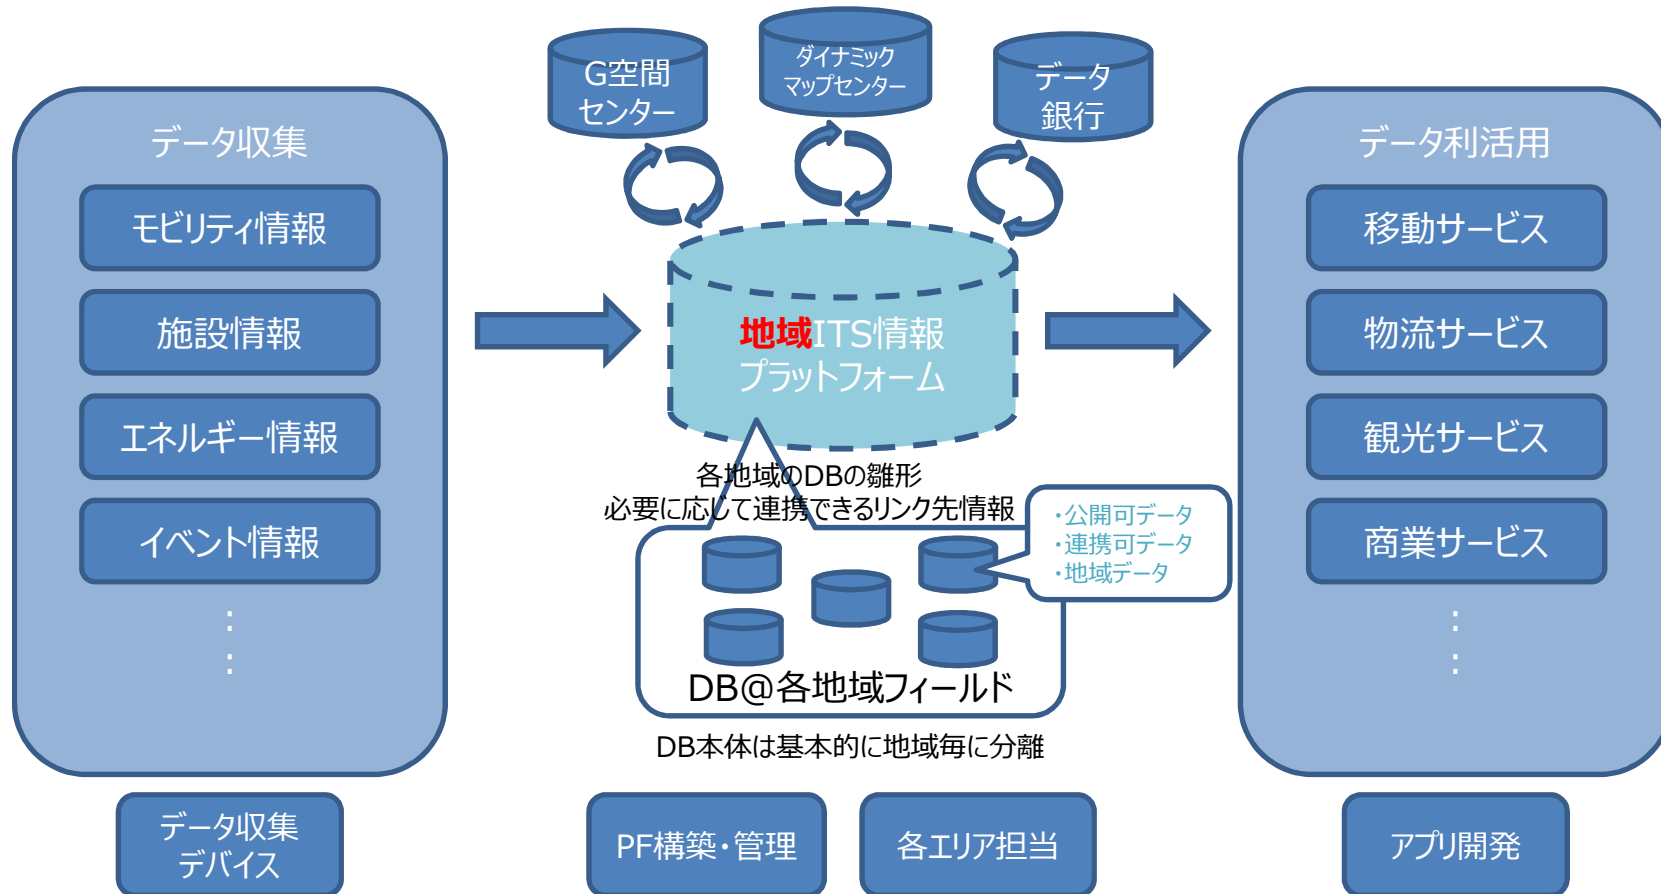 G空間
センター
ダイナミック
マップセンター
データ
銀行
データ収集
モビリティ情報
施設情報
エネルギー情報
イベント情報
:
:
地域ITS情報
プラットフォーム
各地域のDBの雛形
必要に応じて連携できるリンク先情報
・公開可データ
・連携可データ
・地域データ
DB@各地域フィールド
DB本体は基本的に地域毎に分離
データ利活用
移動サービス
物流サービス
観光サービス
商業サービス
:
:
データ収集
デバイス
PF構築・管理
各エリア担当
アプリ開発